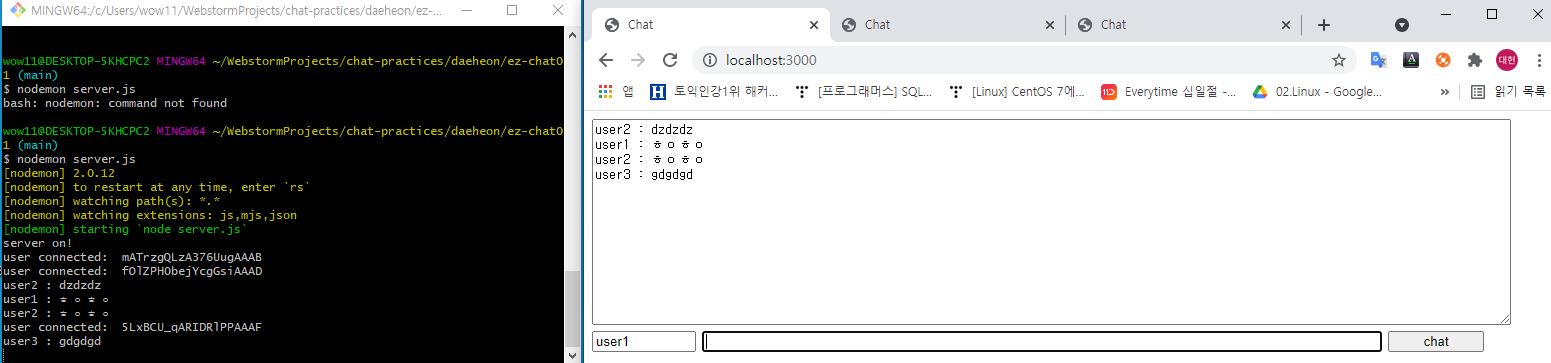 MINGW64:/c/Users/wow11/WebstormProjects/chat-practices/daeheon/ez-...
wow11@DESKTOP-5KHCPC2 MINGW64 ~/WebstormProjects/chat-practices/daeheon/ez-chat0
1 (main)
$ nodemon server.js
bash: nodemon: command not found
wow11@DESKTOP-5KHCPC2 MINGW64 ~/WebstormProjects/chat-practices/daeheon/ez-chat0
1 (main)
$ nodemon server.js
[nodemon] 2.0.12
[nodemon] to restart at any time, enter `rs`
[nodemon] watching path(s): *.*
[nodemon] watching extensions: js,mjs,json
[nodemon] starting `node server.js`
server on!
user connected:  mATrzgQLzA376UugAAAB
user connected:  fOlZPHObejYcgGsiAAAD
user2 : dzdzdz
user1 : ㅎㅇㅎㅇ
user2 : ㅎㅇㅎㅇ
user connected:  5LxBCU_qARIDRlPPAAAF
user3 : gdgdgd
Chat
Chat
Chat
localhost:3000
대헌
앱
H 토익인강1위 해커...
[프로그래머스] SQL...
[Linux] CentOS 7에...
Everytime 십일절 -...
02.Linux - Google...
»
읽기 목록
user2 : dzdzdz
user1 : ㅎㅇㅎㅇ
user2 : ㅎㅇㅎㅇ
user3 : gdgdgd
user1
chat